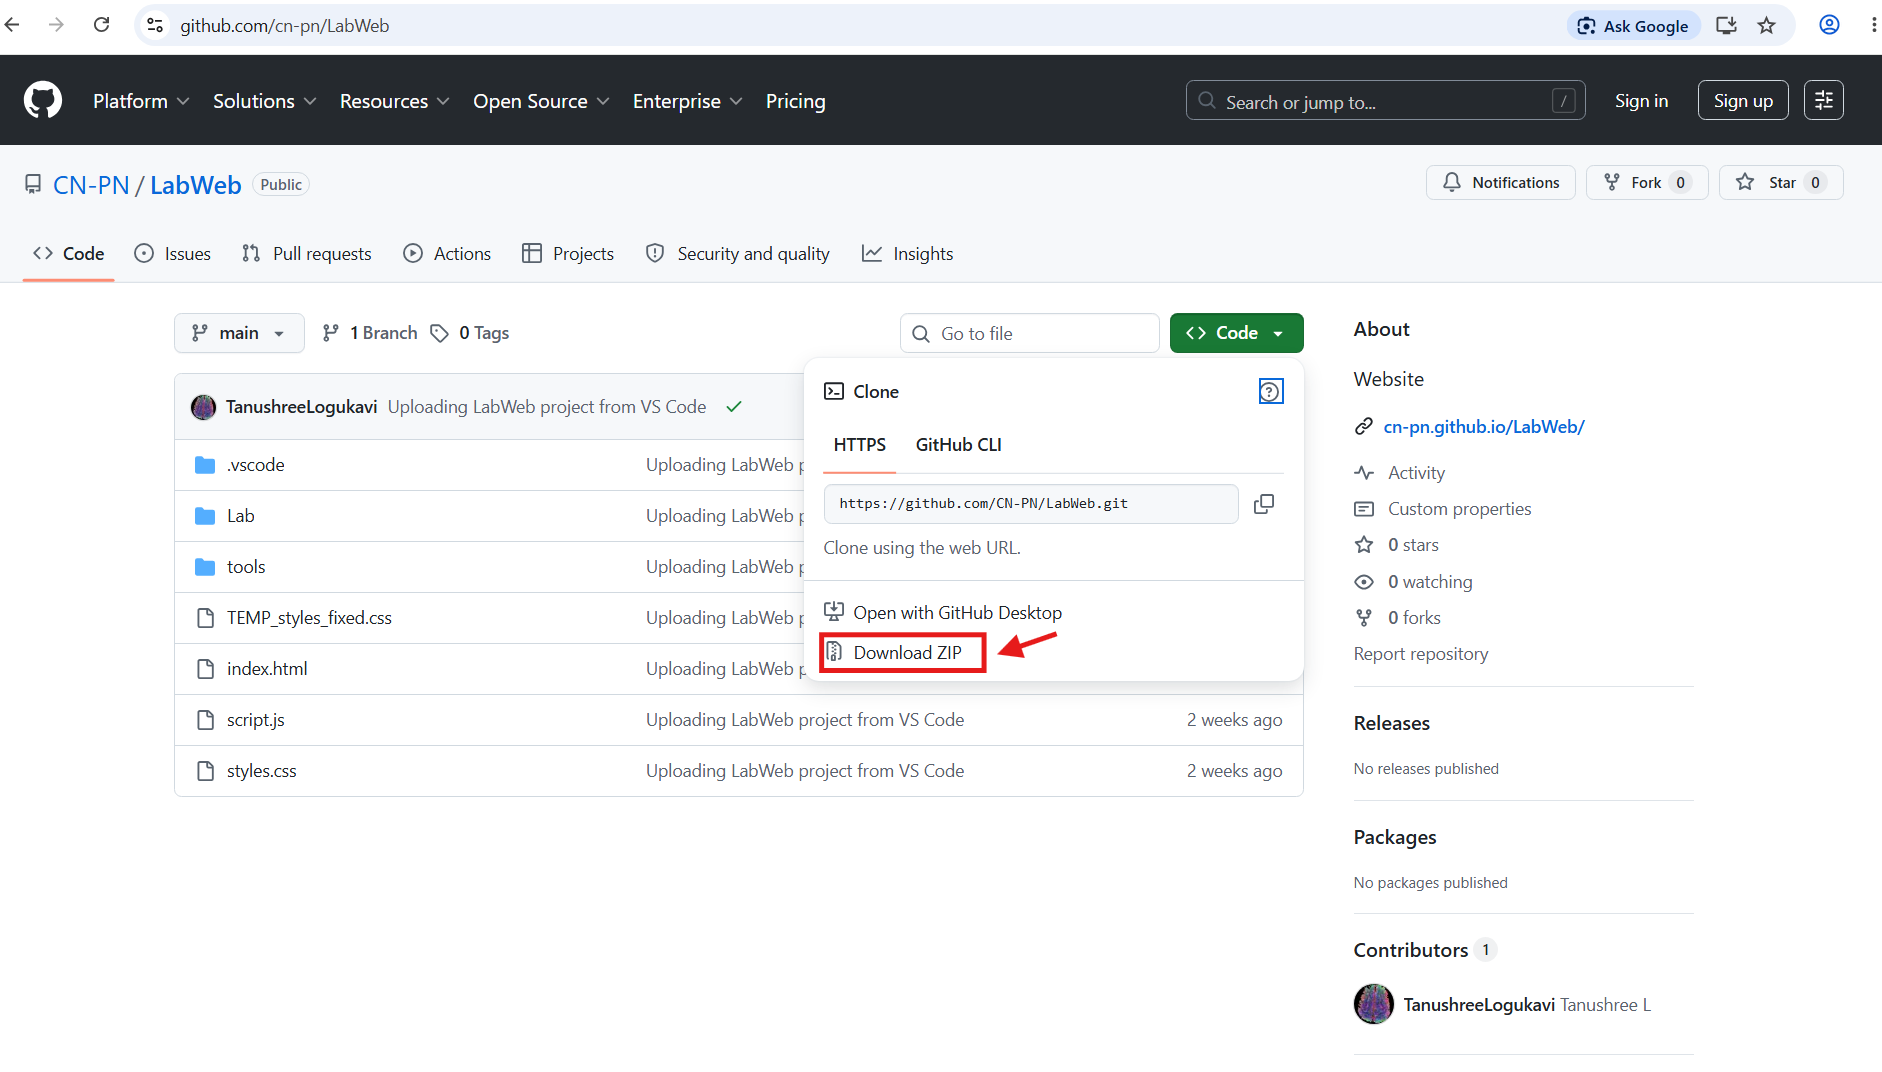 github.com/cn-pn/LabWeb
Ask Google
Platform
Solutions
Resources
Open Source
Enterprise
Pricing
Search or jump to...
/
Sign in
Sign up
CN-PN / LabWeb
Public
Notifications
Fork 0
Star 0
Code
Issues
Pull requests
Actions
Projects
Security and quality
Insights
main
1 Branch
0 Tags
Go to file
Code
TanushreeLogukavi Uploading LabWeb project from VS Code
.vscode Uploading LabWeb p
Lab Uploading LabWeb p
tools Uploading LabWeb p
TEMP_styles_fixed.css Uploading LabWeb p
index.html Uploading LabWeb p
script.js Uploading LabWeb project from VS Code 2 weeks ago
styles.css Uploading LabWeb project from VS Code 2 weeks ago
Clone
HTTPS
GitHub CLI
https://github.com/CN-PN/LabWeb.git
Clone using the web URL.
Open with GitHub Desktop
Download ZIP
About
Website
cn-pn.github.io/LabWeb/
Activity
Custom properties
0 stars
0 watching
0 forks
Report repository
Releases
No releases published
Packages
No packages published
Contributors 1
TanushreeLogukavi Tanushree L